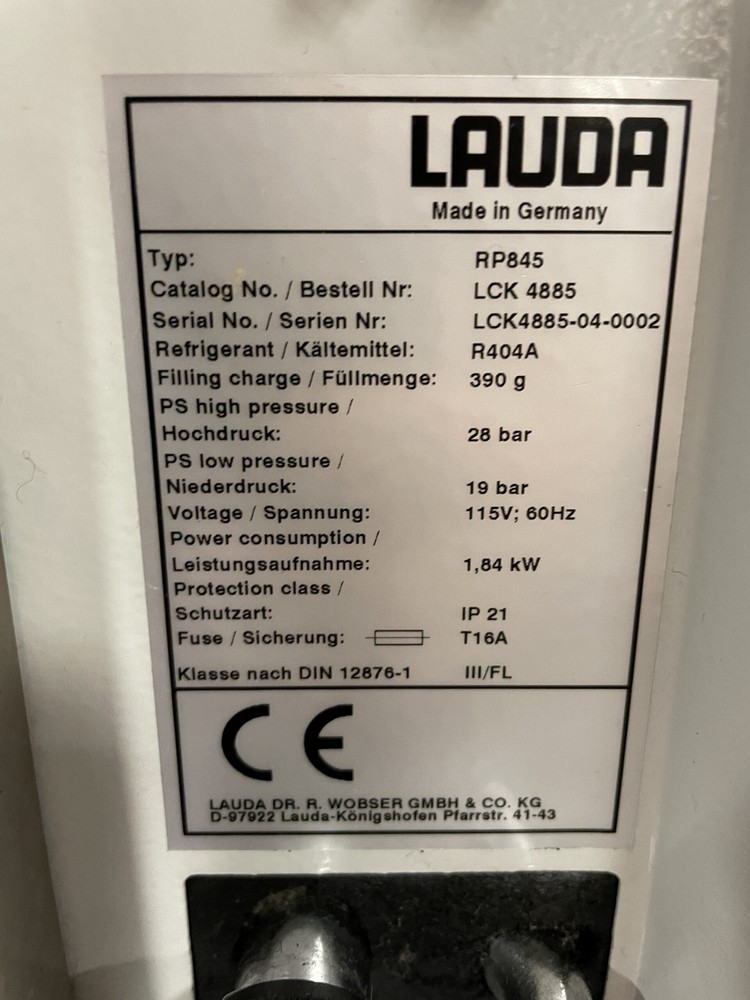 LAUDA
Made in Germany
Typ: RP845
Catalog No. / Bestell Nr: LCK 4885
Serial No. / Serien Nr: LCK4885-04-0002
Refrigerant / Kältemittel: R404A
Filling charge / Füllmenge: 390 g
PS high pressure /
Hochdruck: 28 bar
PS low pressure /
Niederdruck: 19 bar
Voltage / Spannung: 115V; 60Hz
Power consumption /
Leistungsaufnahme: 1,84 kW
Protection class /
Schutzart: IP 21
Fuse / Sicherung: T16A
Klasse nach DIN 12876-1 III/FL
CE
LAUDA DR. R. WOBSER GMBH & CO. KG
D-97922 Lauda-Königshofen Pfarrstr. 41-43